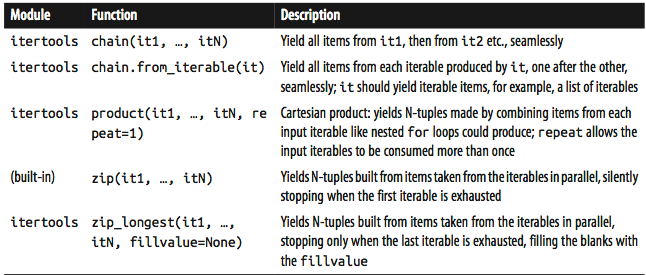 Module Function Description
itertools chain(it1, …, itN) Yield all items from it1, then from it2 etc., seamlessly
itertools chain.from_iterable(it) Yield all items from each iterable produced by it, one after the other,
seamlessly; it should yield iterable items, for example, a list of iterables
itertools product(it1, …, itN, re Cartesian product: yields N-tuples made by combining items from each
peat=1) input iterable like nested for loops could produce; repeat allows the
input iterables to be consumed more than once
(built-in) zip(it1, …, itN) Yields N-tuples built from items taken from the iterables in parallel, silently
stopping when the first iterable is exhausted
itertools zip_longest(it1, …, Yields N-tuples built from items taken from the iterables in parallel,
itN, fillvalue=None) stopping only when the last iterable is exhausted, filling the blanks with
the fillvalue